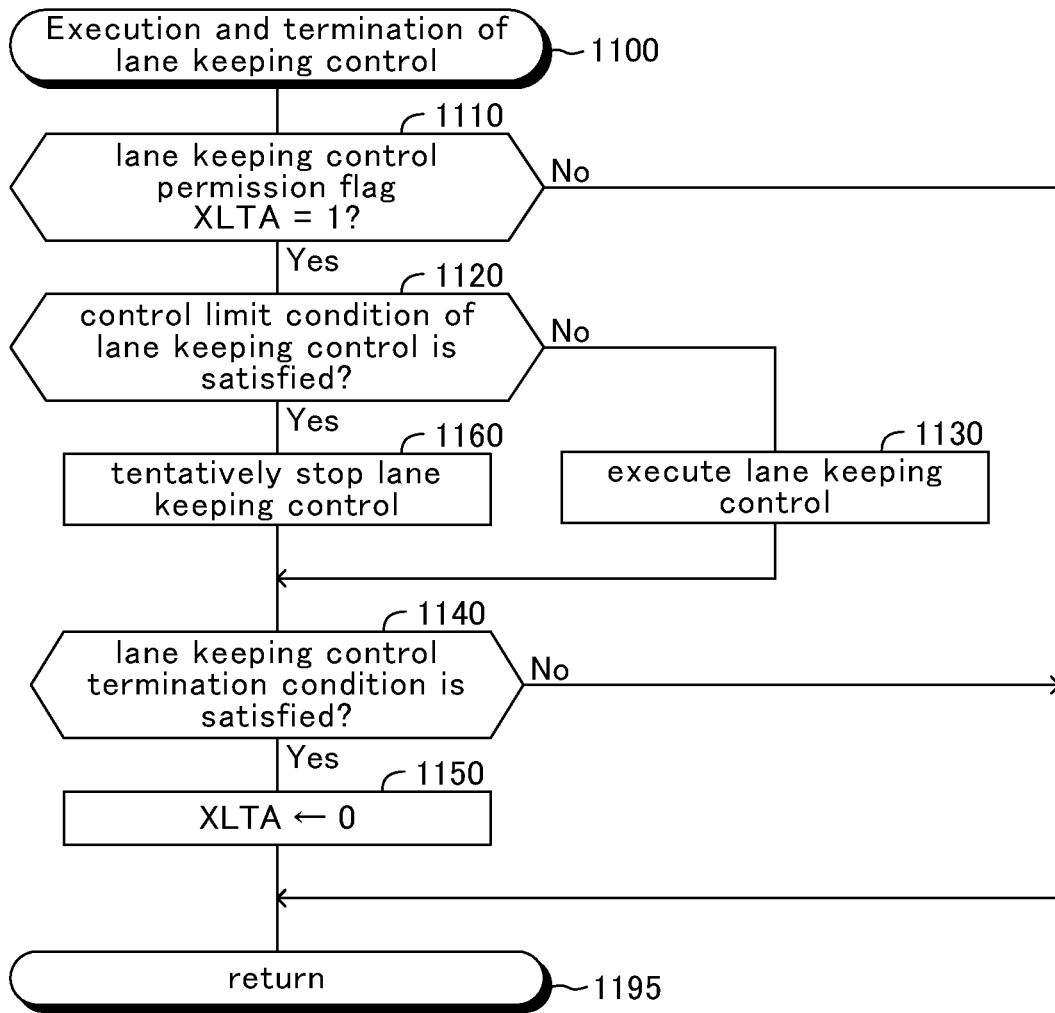 Execution and termination of
lane keeping control
1100
1110
lane keeping control
permission flag
XLTA = 1?
No
Yes
1120
control limit condition of
lane keeping control is
satisfied?
No
Yes
1160
tentatively stop lane
keeping control
1130
execute lane keeping
control
1140
lane keeping control
termination condition is
satisfied?
No
Yes
1150
XLTA ← 0
return
1195